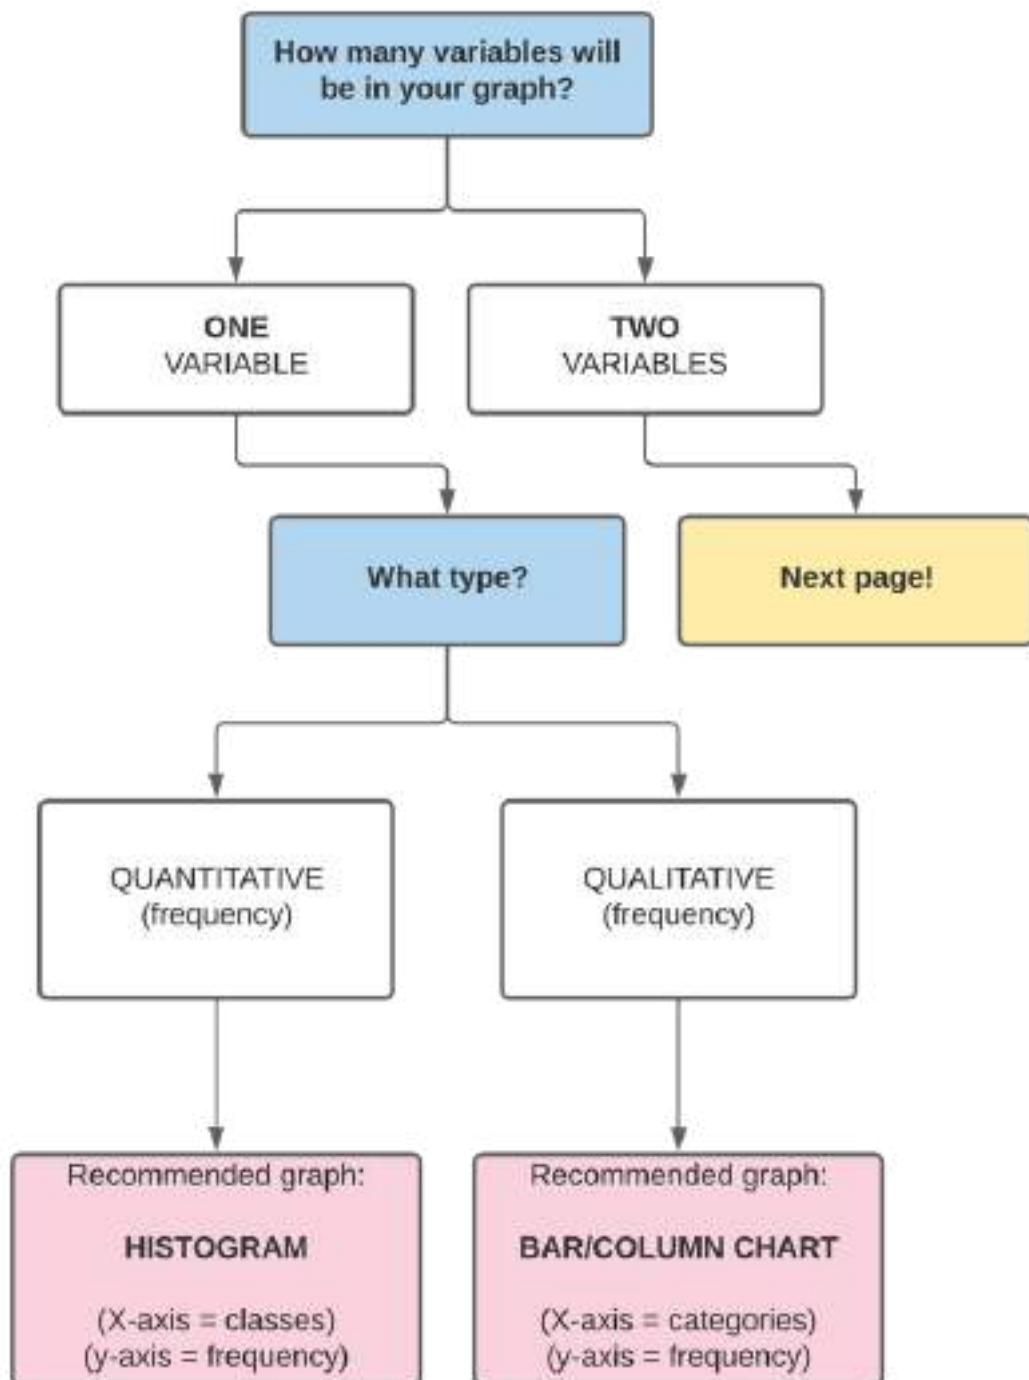 How many variables will
be in your graph?
ONE
VARIABLE
TWO
VARIABLES
What type?
Next page!
QUANTITATIVE
(frequency)
QUALITATIVE
(frequency)
Recommended graph:
HISTOGRAM
(X-axis = classes)
(y-axis = frequency)
Recommended graph:
BAR/COLUMN CHART
(X-axis = categories)
(y-axis = frequency)